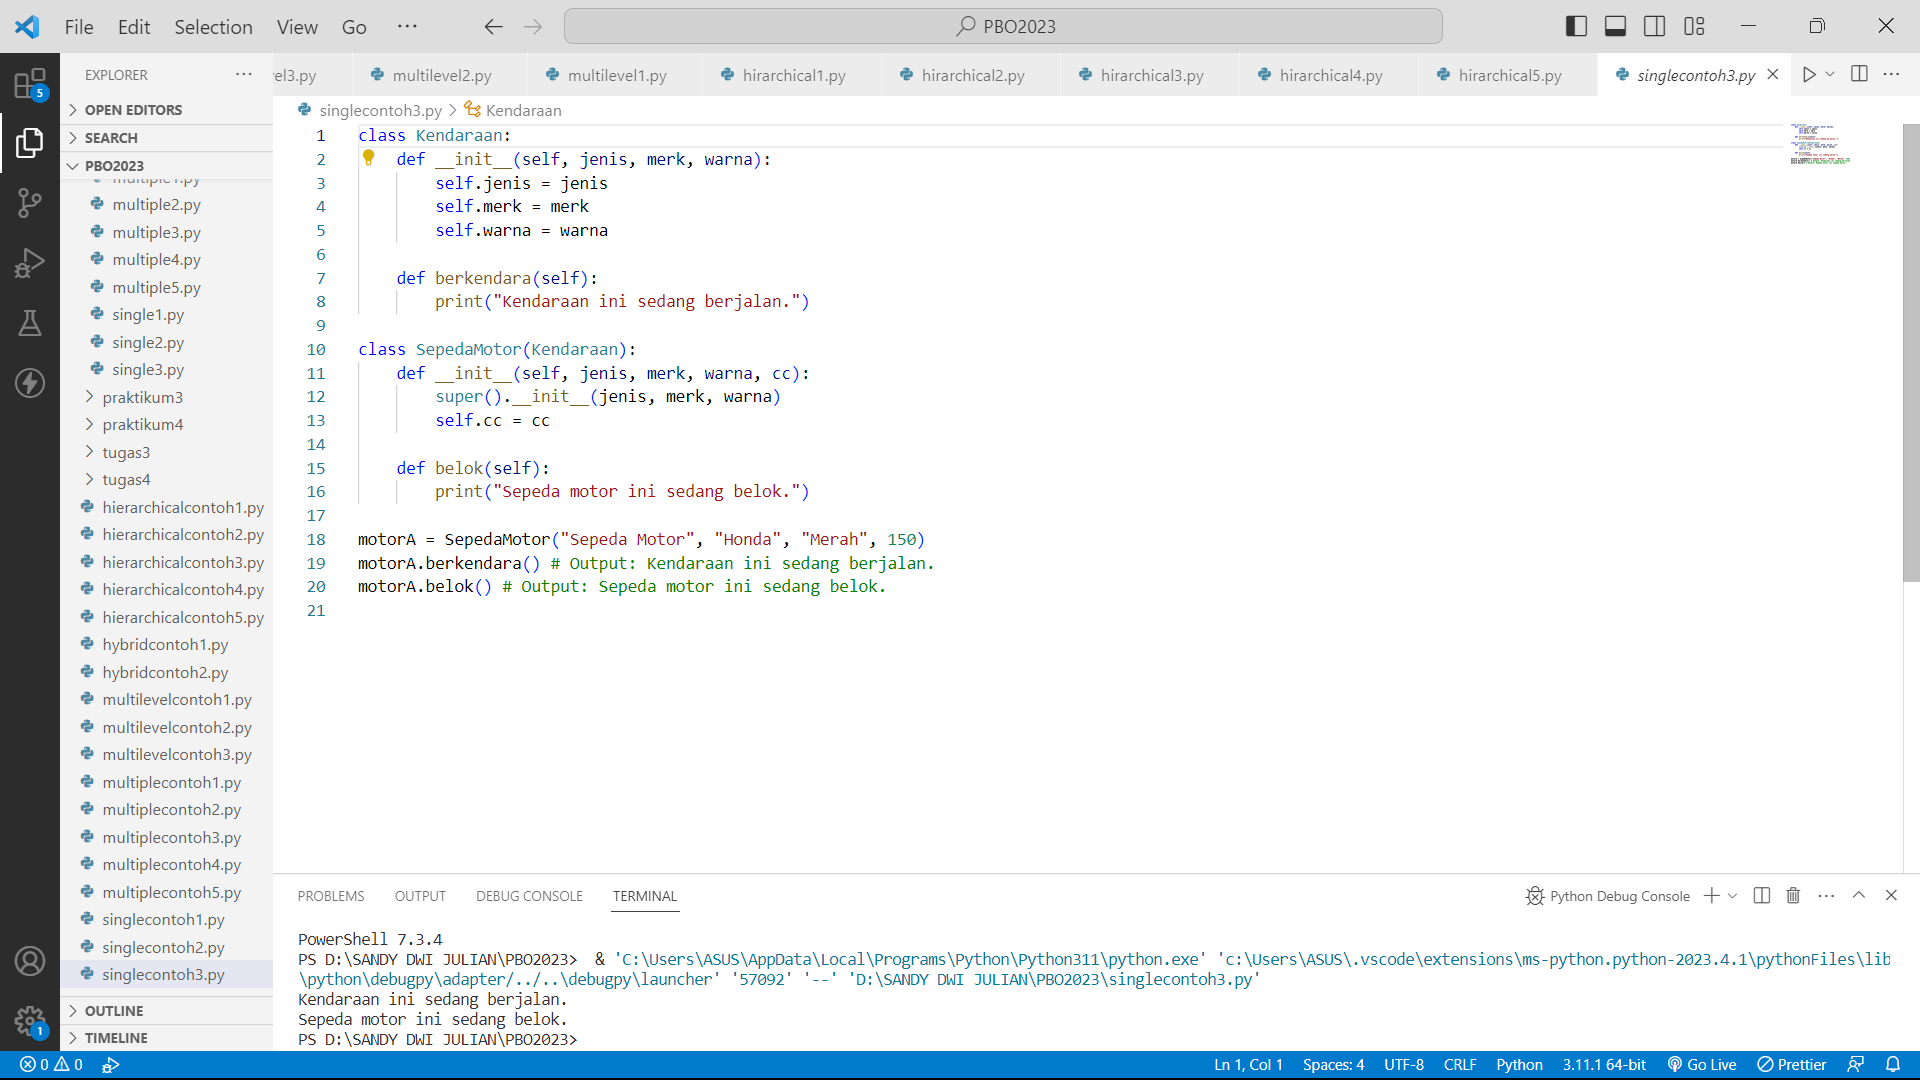 File Edit Selection View Go ··· PBO2023
EXPLORER ···
OPEN EDITORS
SEARCH
PBO2023
multiple1.py
multiple2.py
multiple3.py
multiple4.py
multiple5.py
single1.py
single2.py
single3.py
praktikum3
praktikum4
tugas3
tugas4
hierarchicalcontoh1.py
hierarchicalcontoh2.py
hierarchicalcontoh3.py
hierarchicalcontoh4.py
hierarchicalcontoh5.py
hybridcontoh1.py
hybridcontoh2.py
multilevelcontoh1.py
multilevelcontoh2.py
multilevelcontoh3.py
multiplecontoh1.py
multiplecontoh2.py
multiplecontoh3.py
multiplecontoh4.py
multiplecontoh5.py
singlecontoh1.py
singlecontoh2.py
singlecontoh3.py
OUTLINE
TIMELINE
5
1
el3.py multilevel2.py multilevel1.py hirarchical1.py hirarchical2.py hirarchical3.py hirarchical4.py hirarchical5.py singlecontoh3.py
singlecontoh3.py > Kendaraan
1 class Kendaraan:
2     def __init__(self, jenis, merk, warna):
3         self.jenis = jenis
4         self.merk = merk
5         self.warna = warna
6
7     def berkendara(self):
8         print("Kendaraan ini sedang berjalan.")
9
10 class SepedaMotor(Kendaraan):
11     def __init__(self, jenis, merk, warna, cc):
12         super().__init__(jenis, merk, warna)
13         self.cc = cc
14
15     def belok(self):
16         print("Sepeda motor ini sedang belok.")
17
18 motorA = SepedaMotor("Sepeda Motor", "Honda", "Merah", 150)
19 motorA.berkendara() # Output: Kendaraan ini sedang berjalan.
20 motorA.belok() # Output: Sepeda motor ini sedang belok.
21
PROBLEMS OUTPUT DEBUG CONSOLE TERMINAL Python Debug Console
PowerShell 7.3.4
PS D:\SANDY DWI JULIAN\PBO2023>  & 'C:\Users\ASUS\AppData\Local\Programs\Python\Python311\python.exe' 'c:\Users\ASUS\.vscode\extensions\ms-python.python-2023.4.1\pythonFiles\lib
\python\debugpy\adapter/../..\debugpy\launcher' '57092' '--' 'D:\SANDY DWI JULIAN\PBO2023\singlecontoh3.py'
Kendaraan ini sedang berjalan.
Sepeda motor ini sedang belok.
PS D:\SANDY DWI JULIAN\PBO2023>
0 0 Ln 1, Col 1 Spaces: 4 UTF-8 CRLF Python 3.11.1 64-bit Go Live Prettier